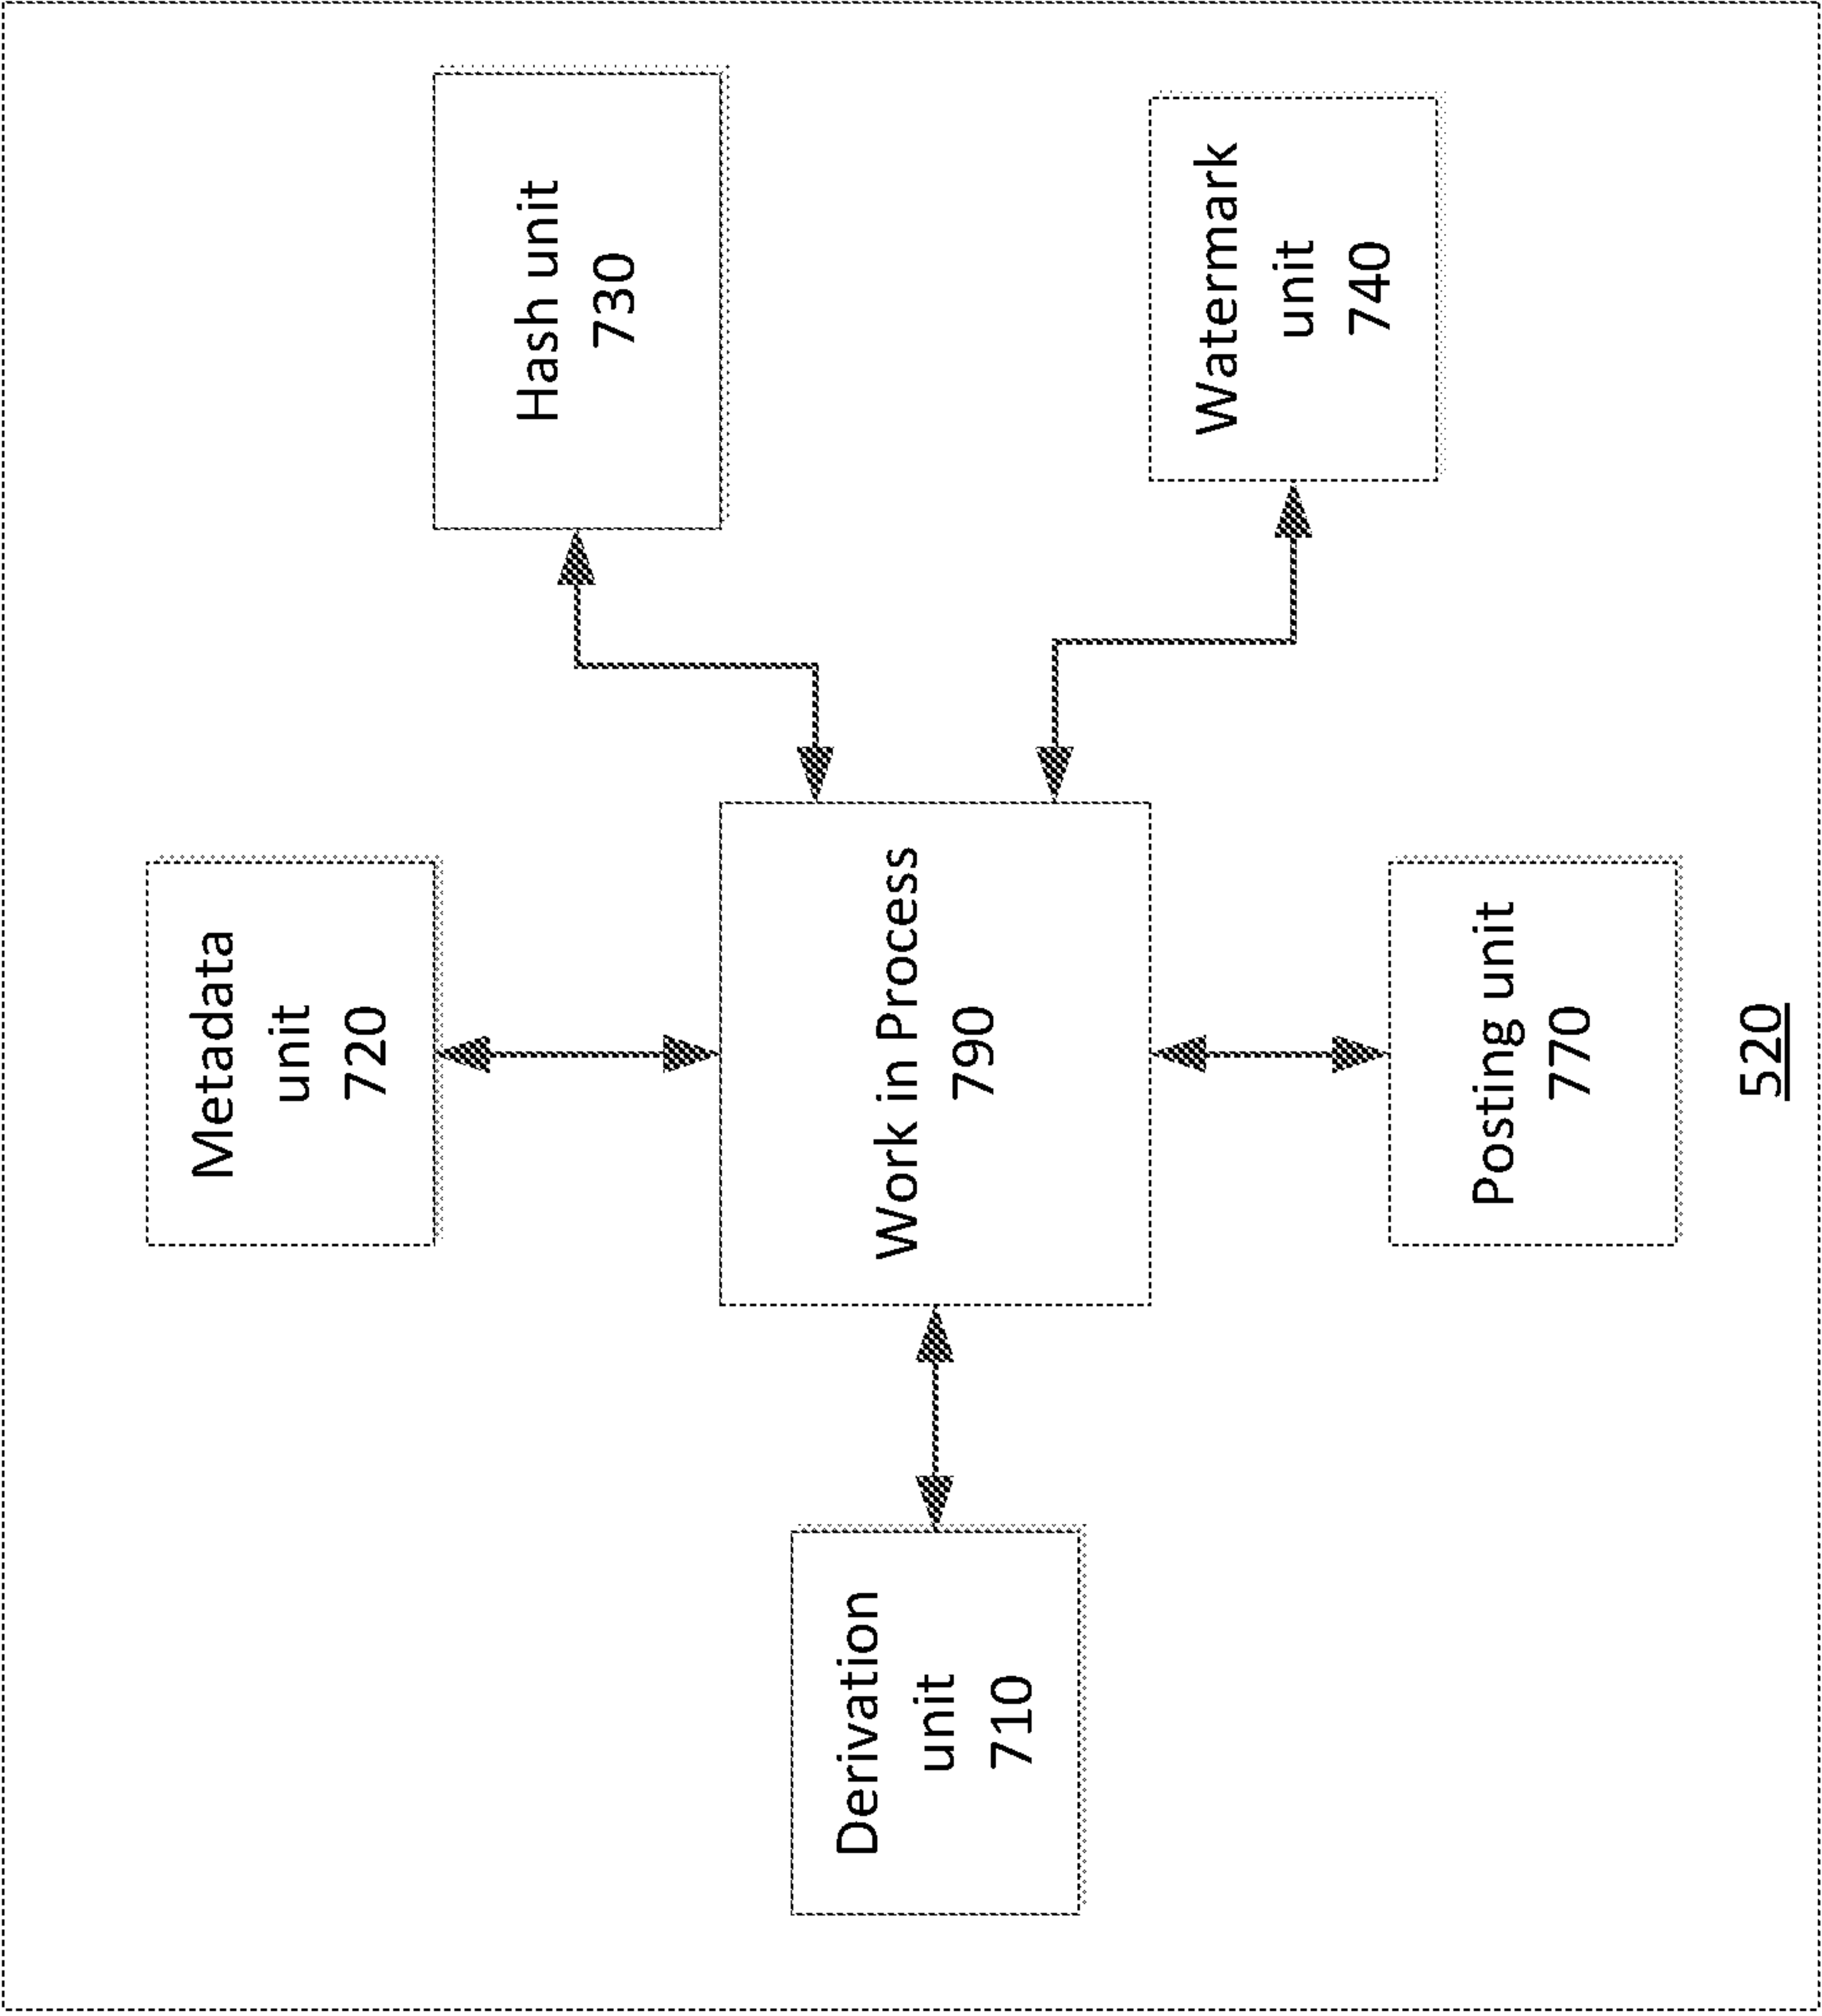 Metadata
unit
720
Hash unit
730
Derivation
unit
710
Work in Process
790
Watermark
unit
740
Posting unit
770
520